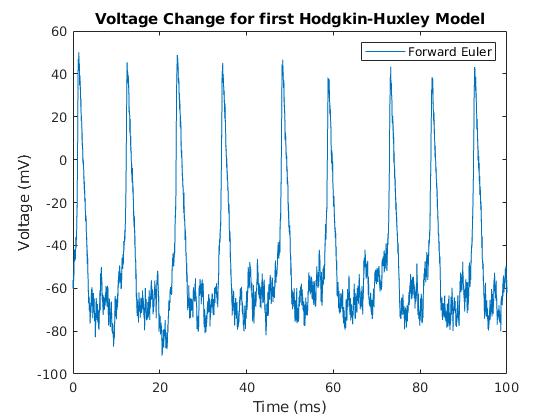 Voltage Change for first Hodgkin-Huxley Model
Forward Euler
60
40
20
0
-20
-40
-60
-80
-100
Voltage (mV)
0 20 40 60 80 100
Time (ms)